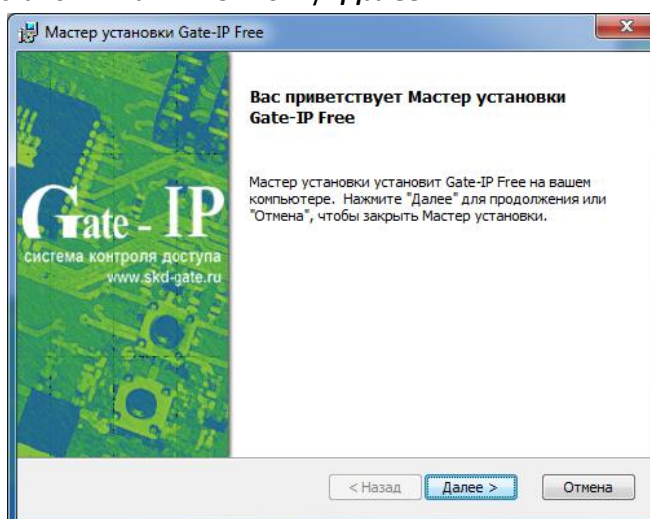 Мастер установки Gate-IP Free
Вас приветствует Мастер установки
Gate-IP Free
Мастер установки установит Gate-IP Free на вашем
компьютере. Нажмите "Далее" для продолжения или
"Отмена", чтобы закрыть Мастер установки.
Gate - IP
система контроля доступа
www.skd-gate.ru
< Назад
Далее >
Отмена